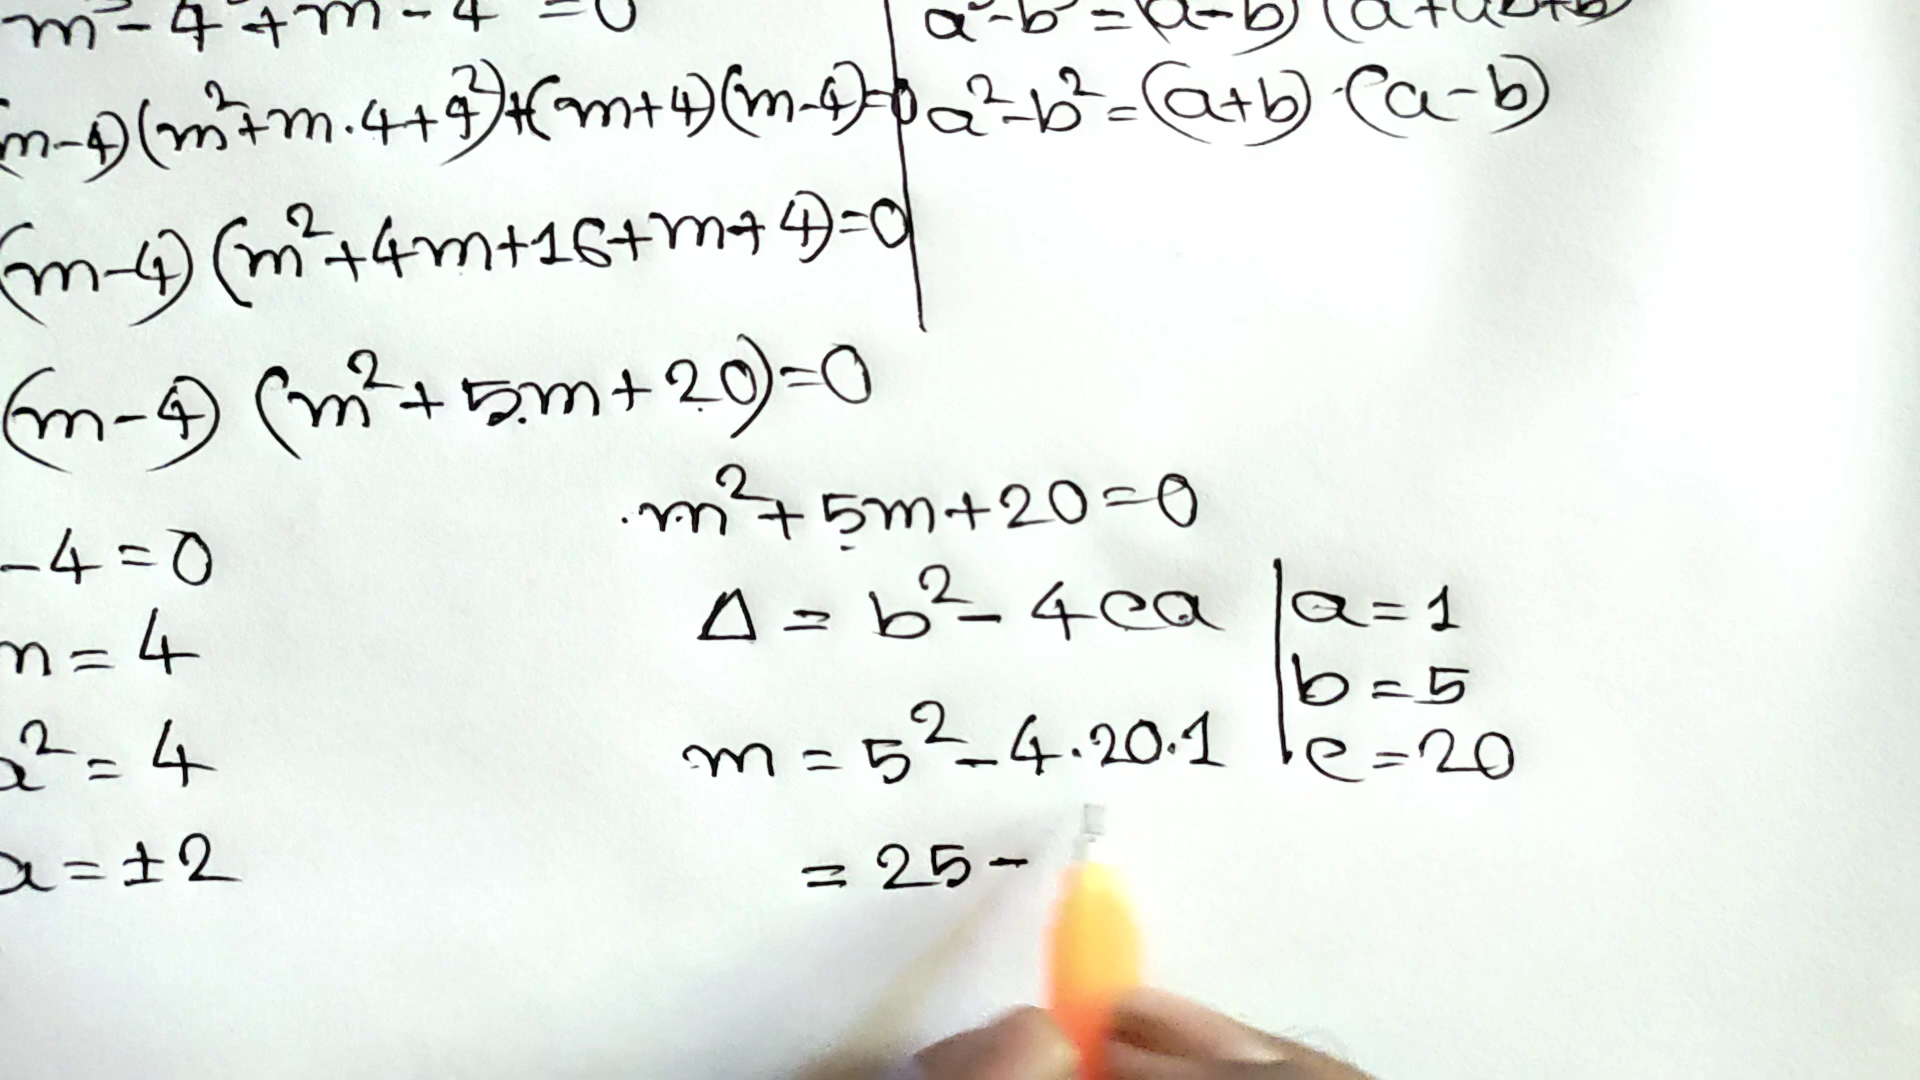 m³-4³+m²-4²=0
a³-b³=(a-b)(a²+ab+b²)
(m-4)(m²+m.4+4²)+(m+4)(m-4)=0
a²-b²=(a+b)·(a-b)
(m-4)(m²+4m+16+m+4)=0
(m-4)(m²+5m+20)=0
m²+5m+20=0
-4=0
Δ=b²-4ca
a=1
m=4
b=5
x²=4
m=5²-4.20.1
c=20
x=±2
=25-